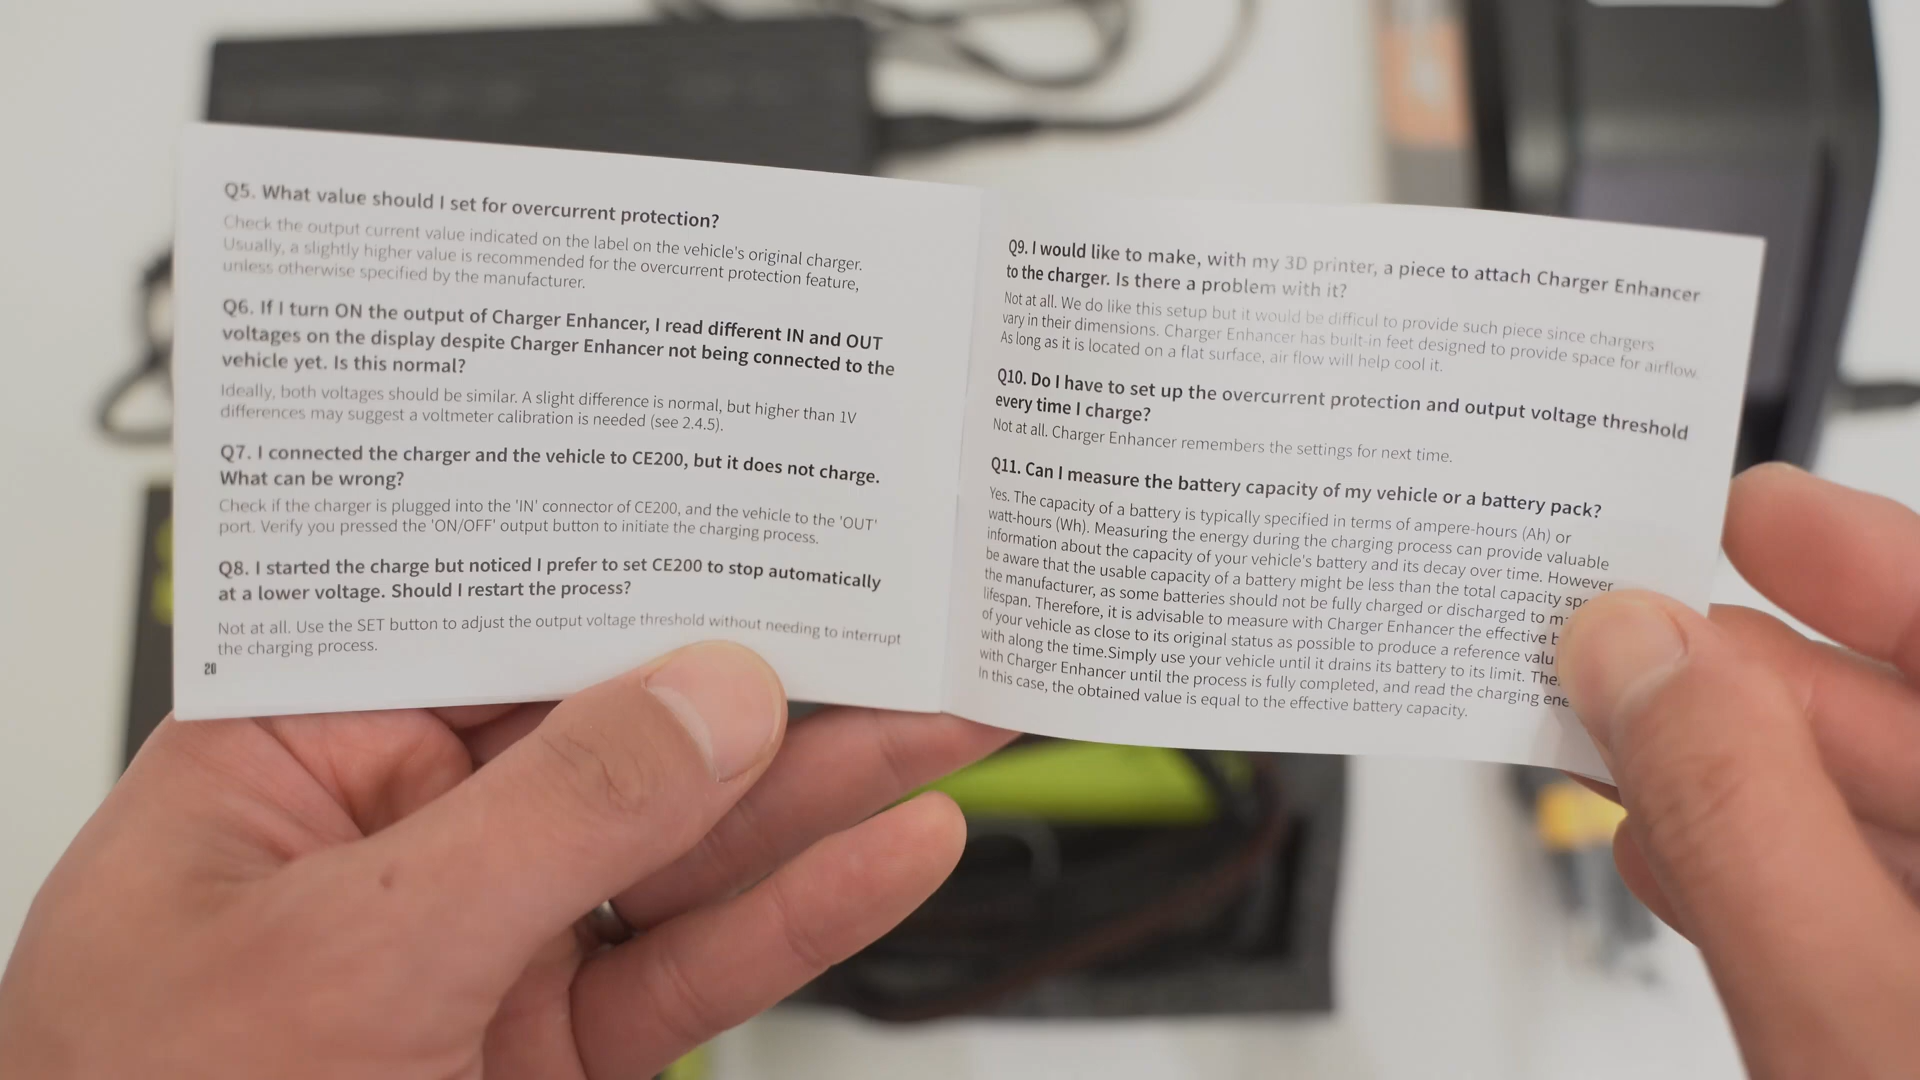 Q5. What value should I set for overcurrent protection?
Check the output current value indicated on the label on the vehicle's original charger.
Usually, a slightly higher value is recommended for the overcurrent protection feature,
unless otherwise specified by the manufacturer.
Q6. If I turn ON the output of Charger Enhancer, I read different IN and OUT
voltages on the display despite Charger Enhancer not being connected to the
vehicle yet. Is this normal?
Ideally, both voltages should be similar. A slight difference is normal, but higher than 1V
differences may suggest a voltmeter calibration is needed (see 2.4.5).
Q7. I connected the charger and the vehicle to CE200, but it does not charge.
What can be wrong?
Check if the charger is plugged into the 'IN' connector of CE200, and the vehicle to the 'OUT'
port. Verify you pressed the 'ON/OFF' output button to initiate the charging process.
Q8. I started the charge but noticed I prefer to set CE200 to stop automatically
at a lower voltage. Should I restart the process?
Not at all. Use the SET button to adjust the output voltage threshold without needing to interrupt
the charging process.
20
Q9. I would like to make, with my 3D printer, a piece to attach Charger Enhancer
to the charger. Is there a problem with it?
Not at all. We do like this setup but it would be difficul to provide such piece since chargers
vary in their dimensions. Charger Enhancer has built-in feet designed to provide space for airflow.
As long as it is located on a flat surface, air flow will help cool it.
Q10. Do I have to set up the overcurrent protection and output voltage threshold
every time I charge?
Not at all. Charger Enhancer remembers the settings for next time.
Q11. Can I measure the battery capacity of my vehicle or a battery pack?
Yes. The capacity of a battery is typically specified in terms of ampere-hours (Ah) or
watt-hours (Wh). Measuring the energy during the charging process can provide valuable
information about the capacity of your vehicle's battery and its decay over time. However
be aware that the usable capacity of a battery might be less than the total capacity
the manufacturer, as some batteries should not be fully charged or discharged to
lifespan. Therefore, it is advisable to measure with Charger Enhancer the effective
of your vehicle as close to its original status as possible to produce a reference
with along the time.Simply use your vehicle until it drains its battery to its limit.
with Charger Enhancer until the process is fully completed, and read the charging
In this case, the obtained value is equal to the effective battery capacity.